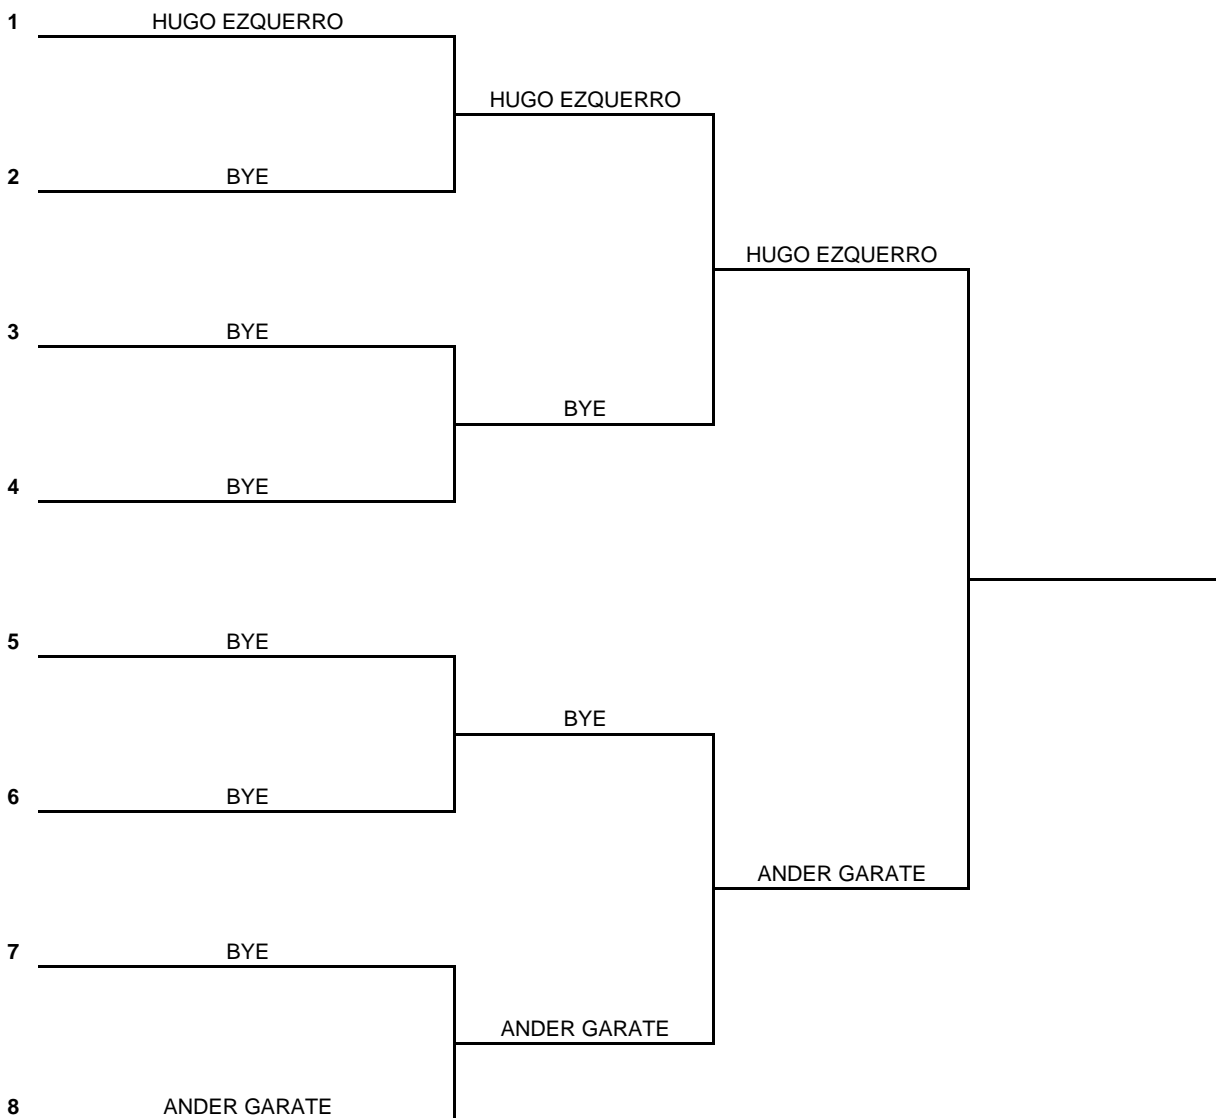 1 HUGO EZQUERRO
HUGO EZQUERRO
2 BYE
HUGO EZQUERRO
3 BYE
BYE
4 BYE
5 BYE
BYE
6 BYE
ANDER GARATE
7 BYE
ANDER GARATE
8 ANDER GARATE